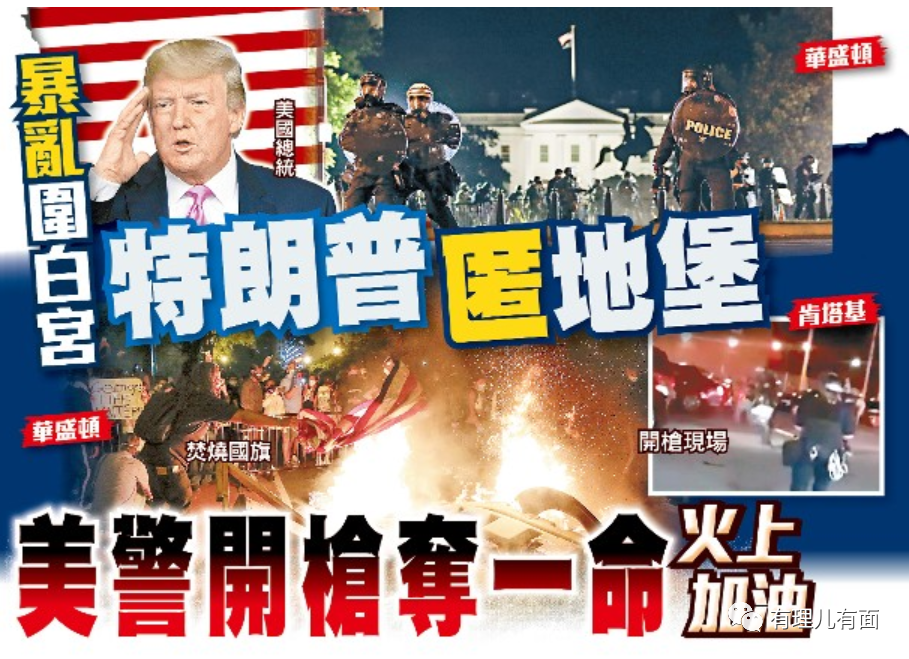 暴亂圍白宮
美國總統
華盛頓
POLICE
特朗普匿地堡
肯塔基
華盛頓
焚燒國旗
開槍現場
美警開槍奪一命
火上
加油
有理儿有面